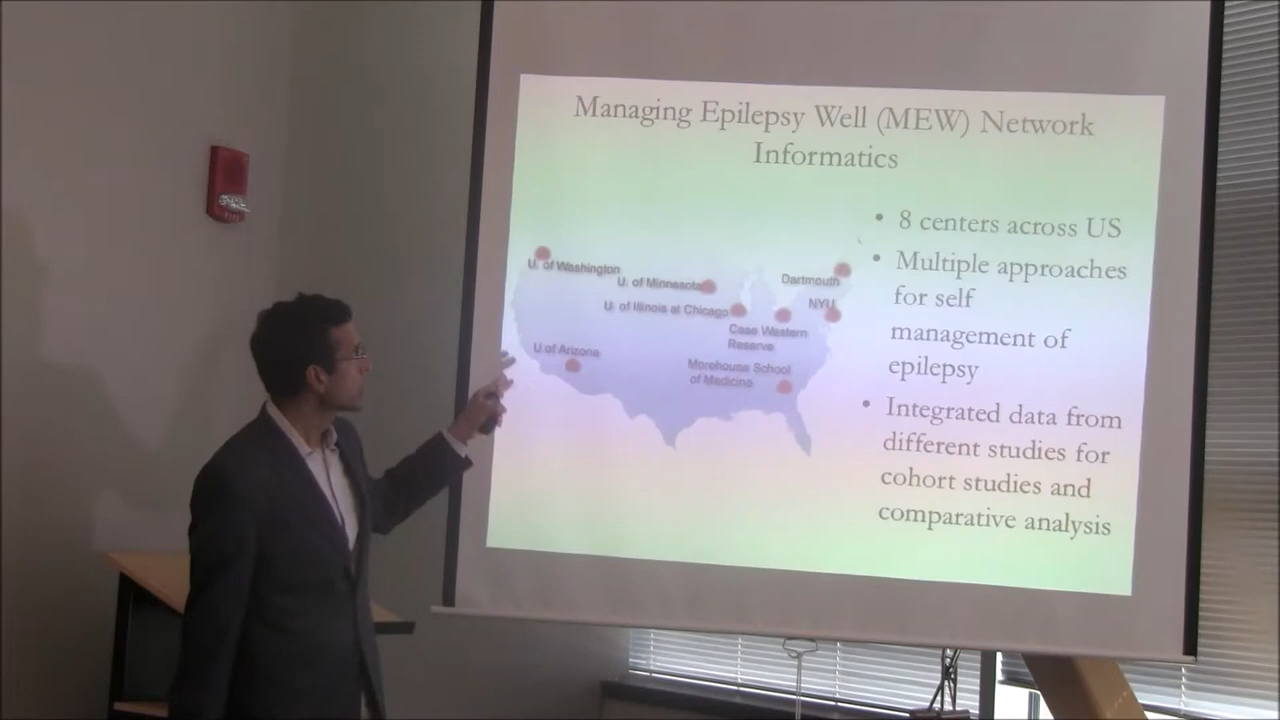 Managing Epilepsy Well (MEW) Network
Informatics
• 8 centers across US
• Multiple approaches
for self
management of
epilepsy
• Integrated data from
different studies for
cohort studies and
comparative analysis
U. of Washington
U. of Minnesota
Dartmouth
U. of Illinois at Chicago
NYU
Case Western
Reserve
U of Arizona
Morehouse School
of Medicine